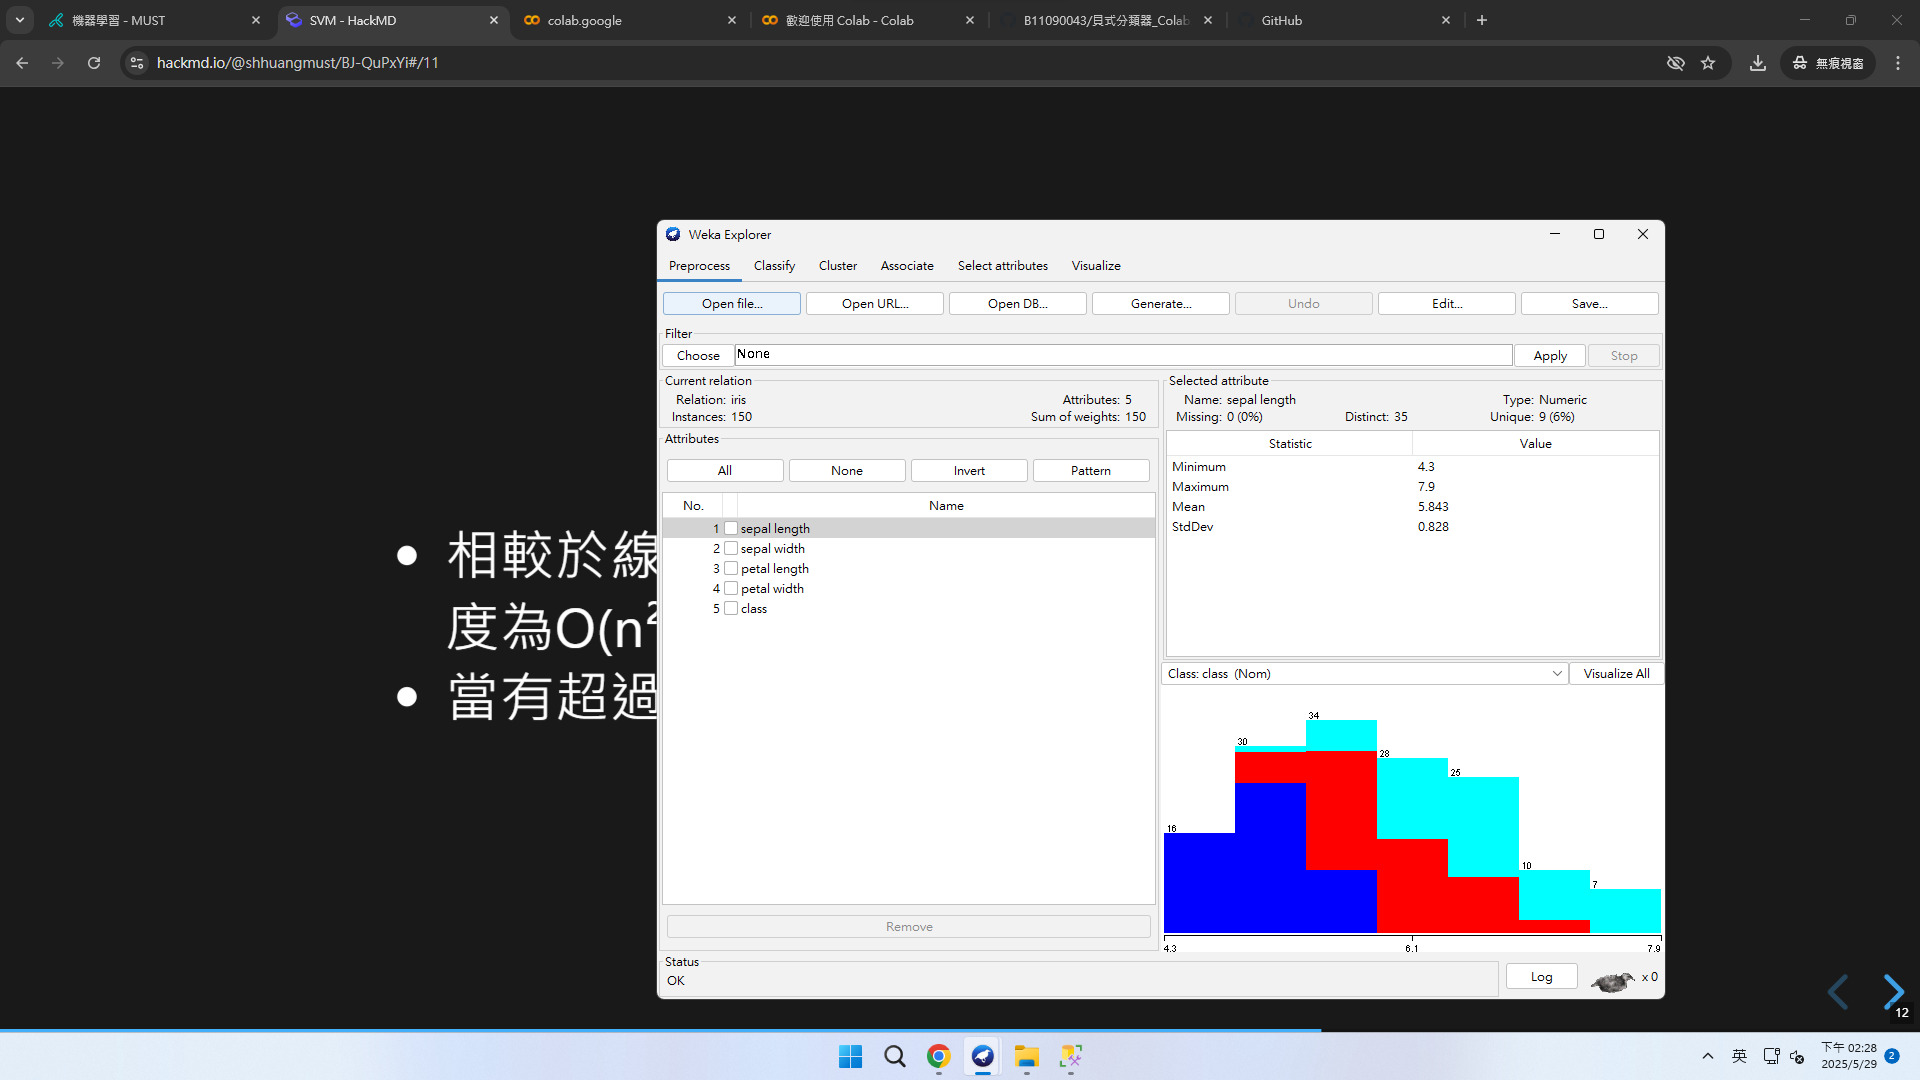 機器學習 - MUST
SVM - HackMD
colab.google
歡迎使用 Colab - Colab
B11090043/貝式分類器_Colab
GitHub
hackmd.io/@shhuangmust/BJ-QuPxYi#/11
無痕視窗
相較於線
度為O(n²
當有超過
Weka Explorer
Preprocess Classify Cluster Associate Select attributes Visualize
Open file... Open URL... Open DB... Generate... Undo Edit... Save...
Filter
Choose None Apply Stop
Current relation
Relation: iris Attributes: 5
Instances: 150 Sum of weights: 150
Attributes
All None Invert Pattern
No. Name
1 sepal length
2 sepal width
3 petal length
4 petal width
5 class
Remove
Selected attribute
Name: sepal length Type: Numeric
Missing: 0 (0%) Distinct: 35 Unique: 9 (6%)
Statistic Value
Minimum 4.3
Maximum 7.9
Mean 5.843
StdDev 0.828
Class: class (Nom) Visualize All
34
30
28
25
16
10
7
4.3 6.1 7.9
Status
OK
Log x 0
12
英
下午 02:28
2025/5/29
2